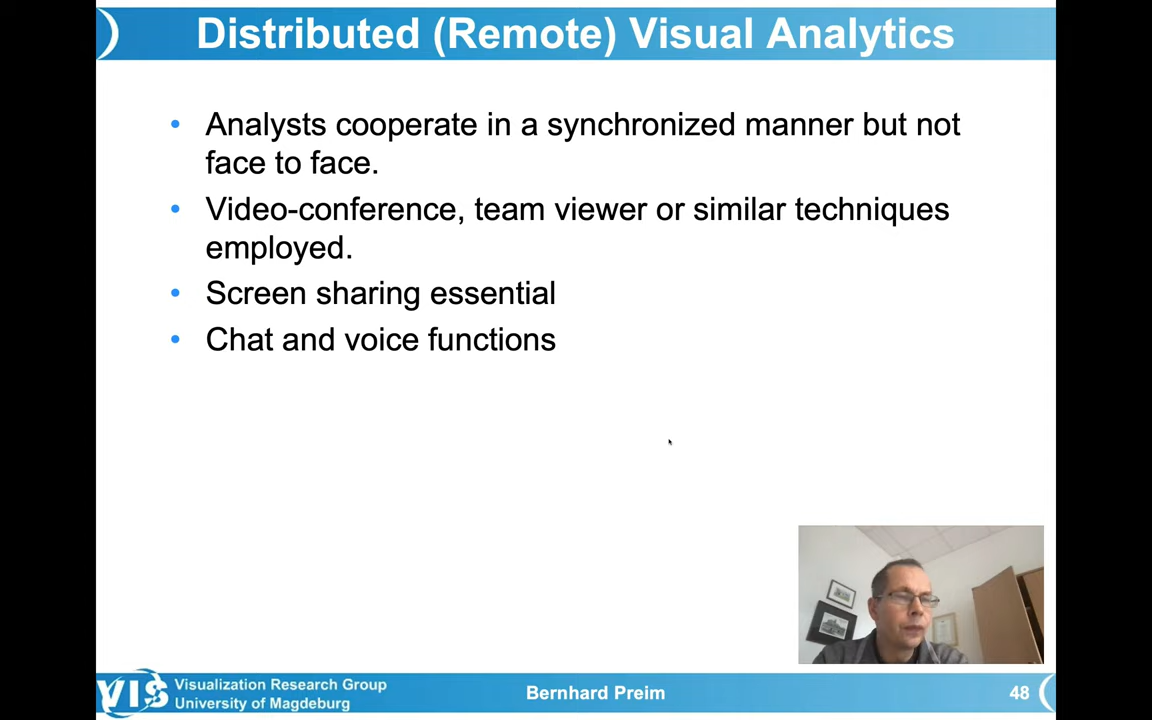 Distributed (Remote) Visual Analytics
• Analysts cooperate in a synchronized manner but not
face to face.
• Video-conference, team viewer or similar techniques
employed.
• Screen sharing essential
• Chat and voice functions
VIS
Visualization Research Group
University of Magdeburg
Bernhard Preim
48